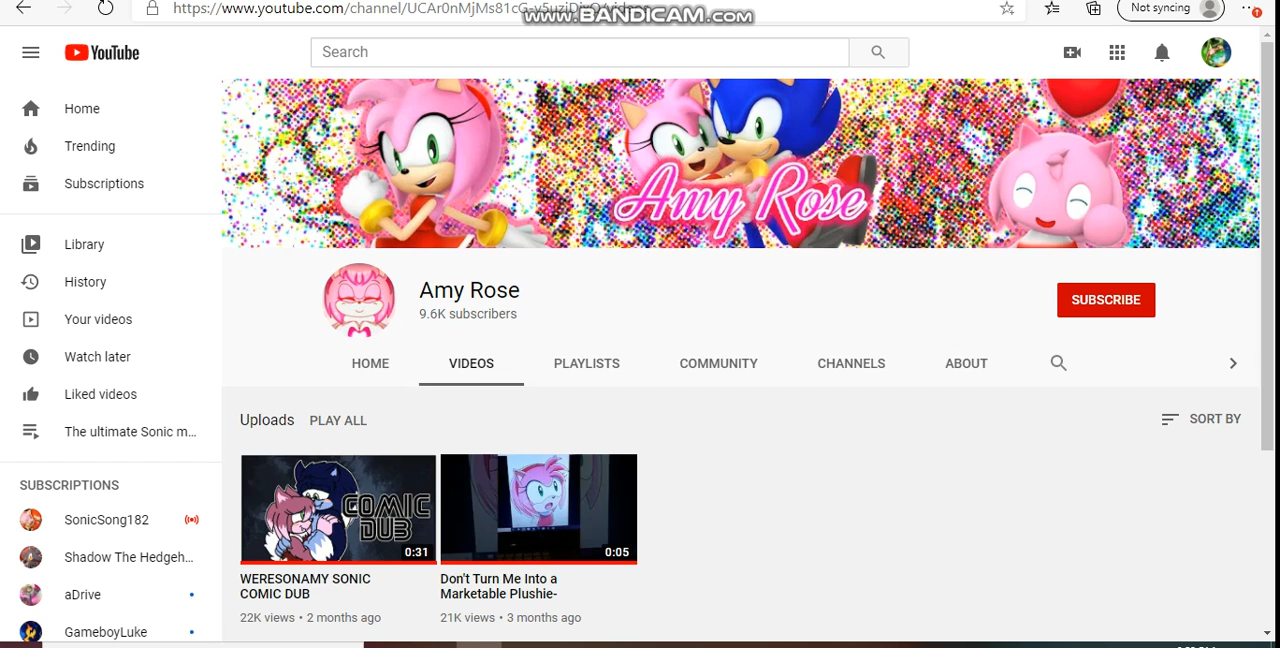 https://www.youtube.com/channel/
www.BANDICAM.com
Not syncing
YouTube
Search
Home
Trending
Subscriptions
Library
History
Your videos
Watch later
Liked videos
The ultimate Sonic m...
SUBSCRIPTIONS
SonicSong182
Shadow The Hedgeh...
aDrive
GameboyLuke
Amy Rose
Amy Rose
9.6K subscribers
SUBSCRIBE
HOME VIDEOS PLAYLISTS COMMUNITY CHANNELS ABOUT
Uploads PLAY ALL
SORT BY
COMIC
DUB
0:31
WERESONAMY SONIC
COMIC DUB
22K views • 2 months ago
0:05
Don't Turn Me Into a
Marketable Plushie-
21K views • 3 months ago